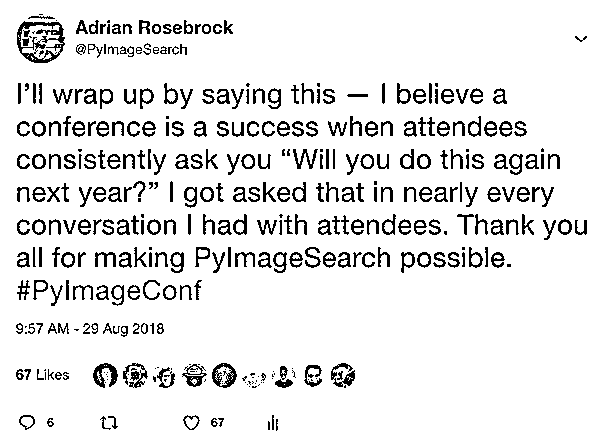 Adrian Rosebrock
@PyImageSearch
I’ll wrap up by saying this — I believe a
conference is a success when attendees
consistently ask you “Will you do this again
next year?” I got asked that in nearly every
conversation I had with attendees. Thank you
all for making PyImageSearch possible.
#PyImageConf
9:57 AM - 29 Aug 2018
67 Likes
6 67